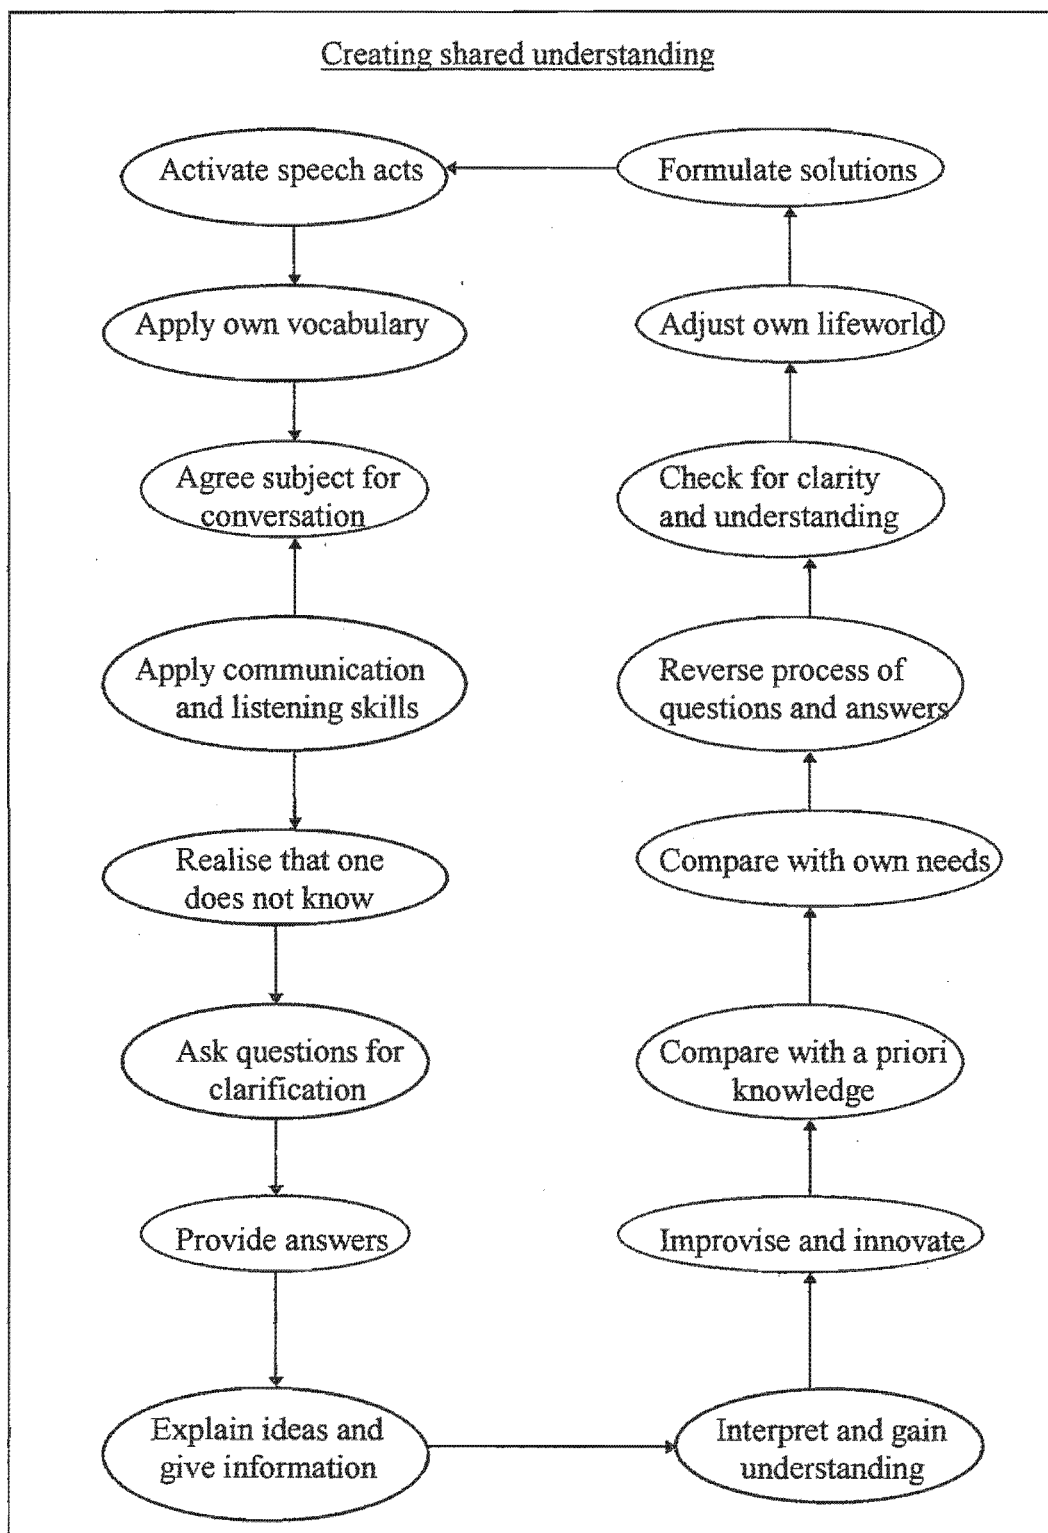 Creating shared understanding
Activate speech acts
Formulate solutions
Apply own vocabulary
Adjust own lifeworld
Agree subject for
conversation
Check for clarity
and understanding
Apply communication
and listening skills
Reverse process of
questions and answers
Realise that one
does not know
Compare with own needs
Ask questions for
clarification
Compare with a priori
knowledge
Provide answers
Improvise and innovate
Explain ideas and
give information
Interpret and gain
understanding